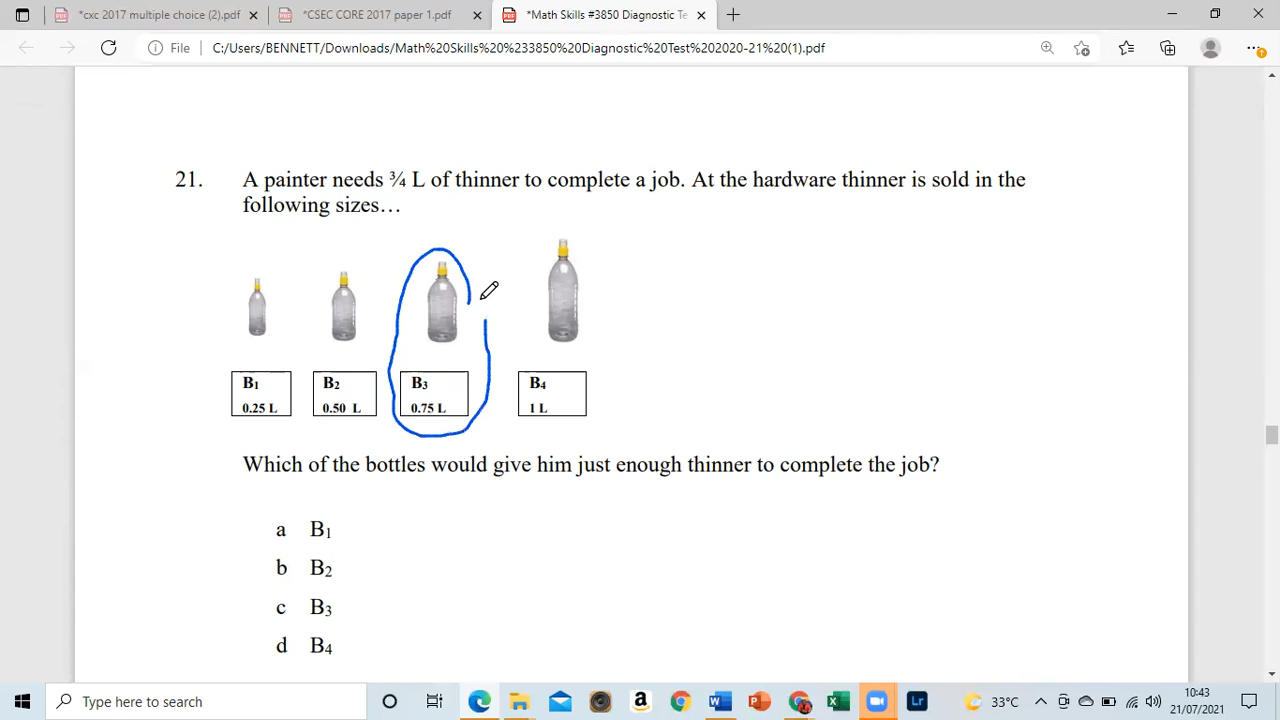 *cxc 2017 multiple choice (2).pdf
*CSEC CORE 2017 paper 1.pdf
*Math Skills #3850 Diagnostic Te
File
C:/Users/BENNETT/Downloads/Math%20Skills%20%233850%20Diagnostic%20Test%202020-21%20(1).pdf
21. A painter needs ¾ L of thinner to complete a job. At the hardware thinner is sold in the
following sizes…
B₁ B₂ B₃ B₄
0.25 L 0.50 L 0.75 L 1 L
Which of the bottles would give him just enough thinner to complete the job?
a B₁
b B₂
c B₃
d B₄
Type here to search
Lr
33°C
10:43
21/07/2021